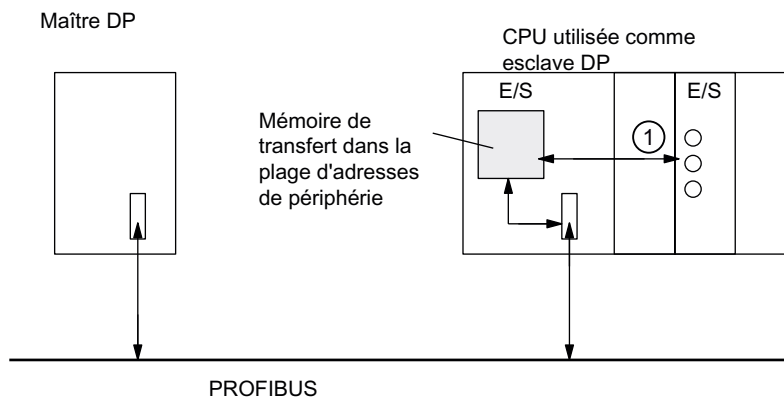 Maître DP
CPU utilisée comme
esclave DP
E/S
E/S
Mémoire de
transfert dans la
plage d'adresses
de périphérie
1
PROFIBUS